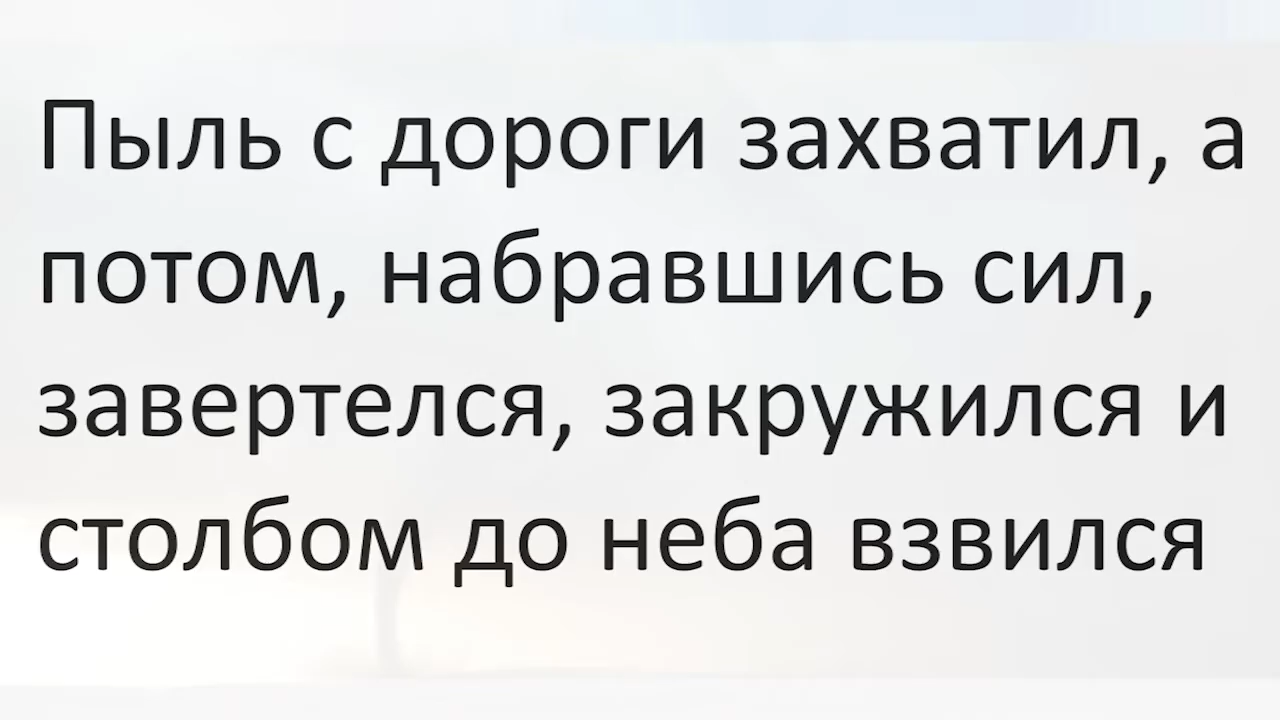 Пыль с дороги захватил, а
потом, набравшись сил,
завертелся, закружился и
столбом до неба взвился